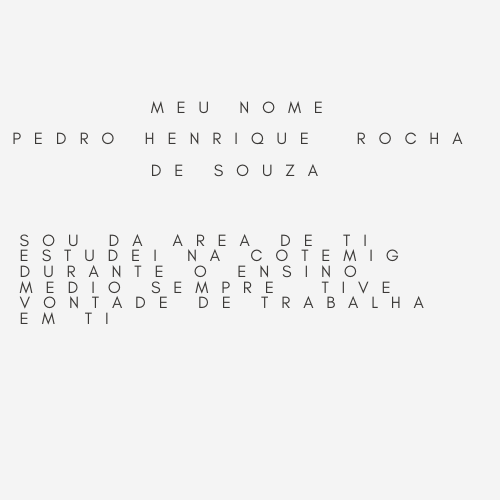 MEU NOME
PEDRO HENRIQUE ROCHA
DE SOUZA
SOU DA AREA DE TI
ESTUDEI NA COTEMIG
DURANTE O ENSINO
MEDIO SEMPRE TIVE
VONTADE DE TRABALHA
EM TI